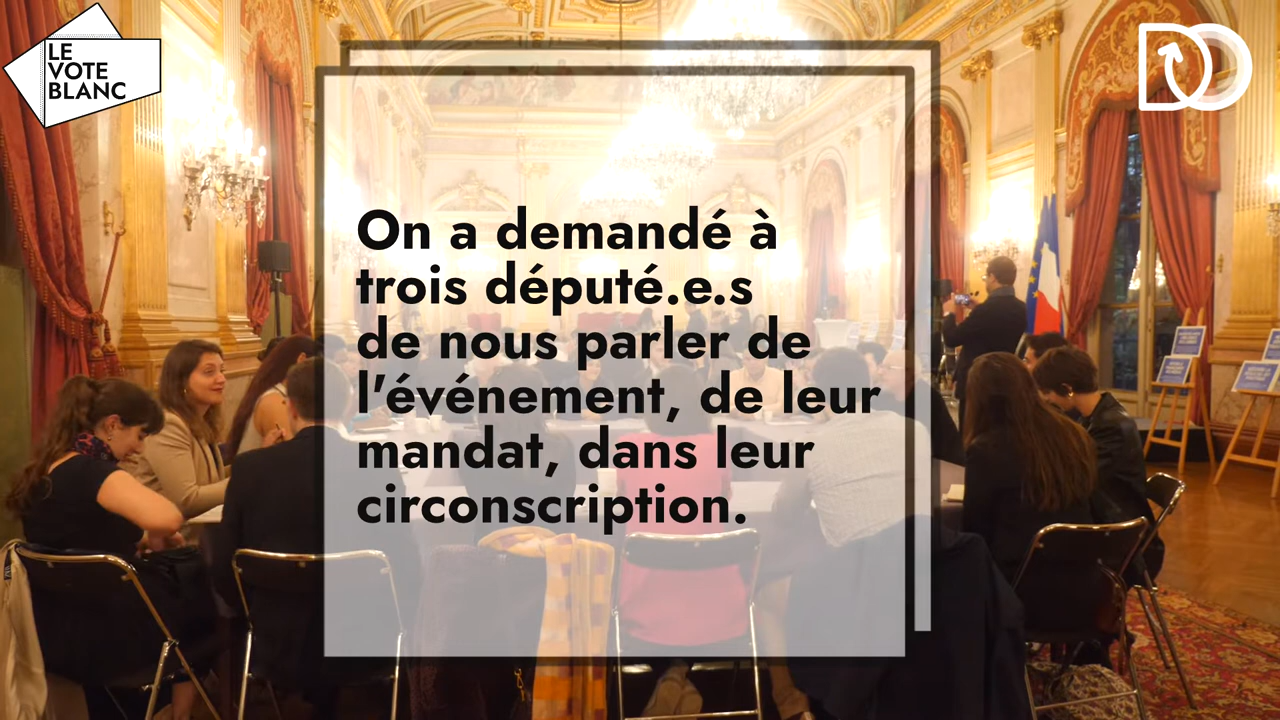 LE
VOTE
BLANC
On a demandé à
trois député.e.s
de nous parler de
l'événement, de leur
mandat, dans leur
circonscription.